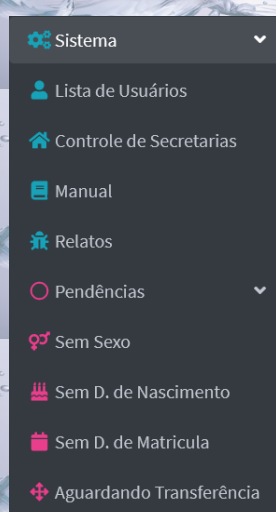 Sistema
Lista de Usuários
Controle de Secretarias
Manual
Relatos
Pendências
Sem Sexo
Sem D. de Nascimento
Sem D. de Matricula
Aguardando Transferência